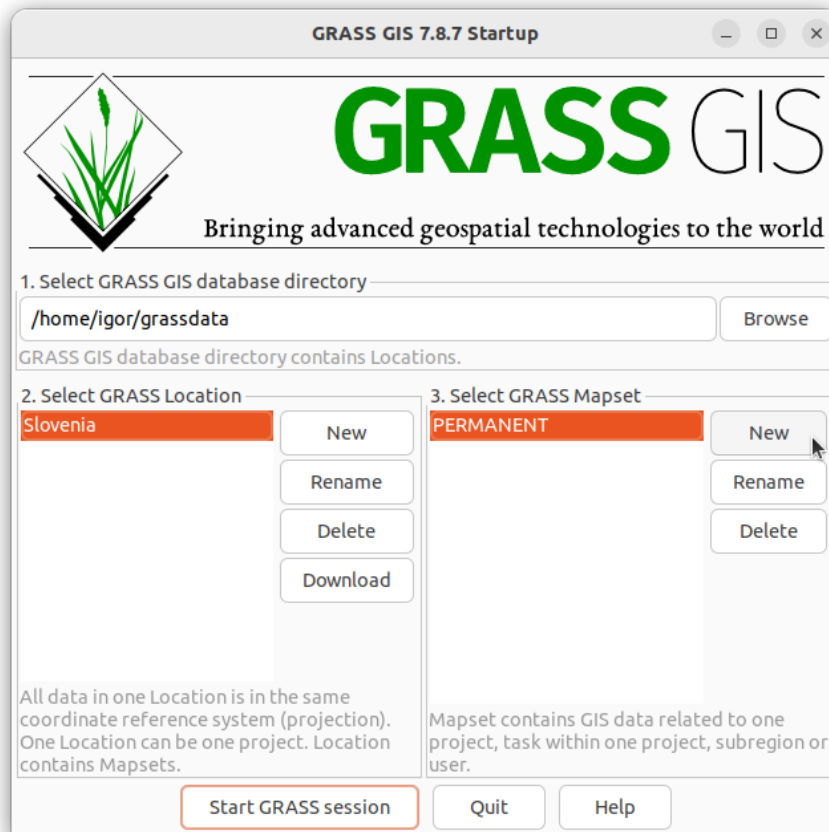 GRASS GIS 7.8.7 Startup
GRASS GIS
Bringing advanced geospatial technologies to the world
1. Select GRASS GIS database directory
/home/igor/grassdata
Browse
GRASS GIS database directory contains Locations.
2. Select GRASS Location
Slovenia
New
Rename
Delete
Download
All data in one Location is in the same
coordinate reference system (projection).
One Location can be one project. Location
contains Mapsets.
3. Select GRASS Mapset
PERMANENT
New
Rename
Delete
Mapset contains GIS data related to one
project, task within one project, subregion or
user.
Start GRASS session
Quit
Help